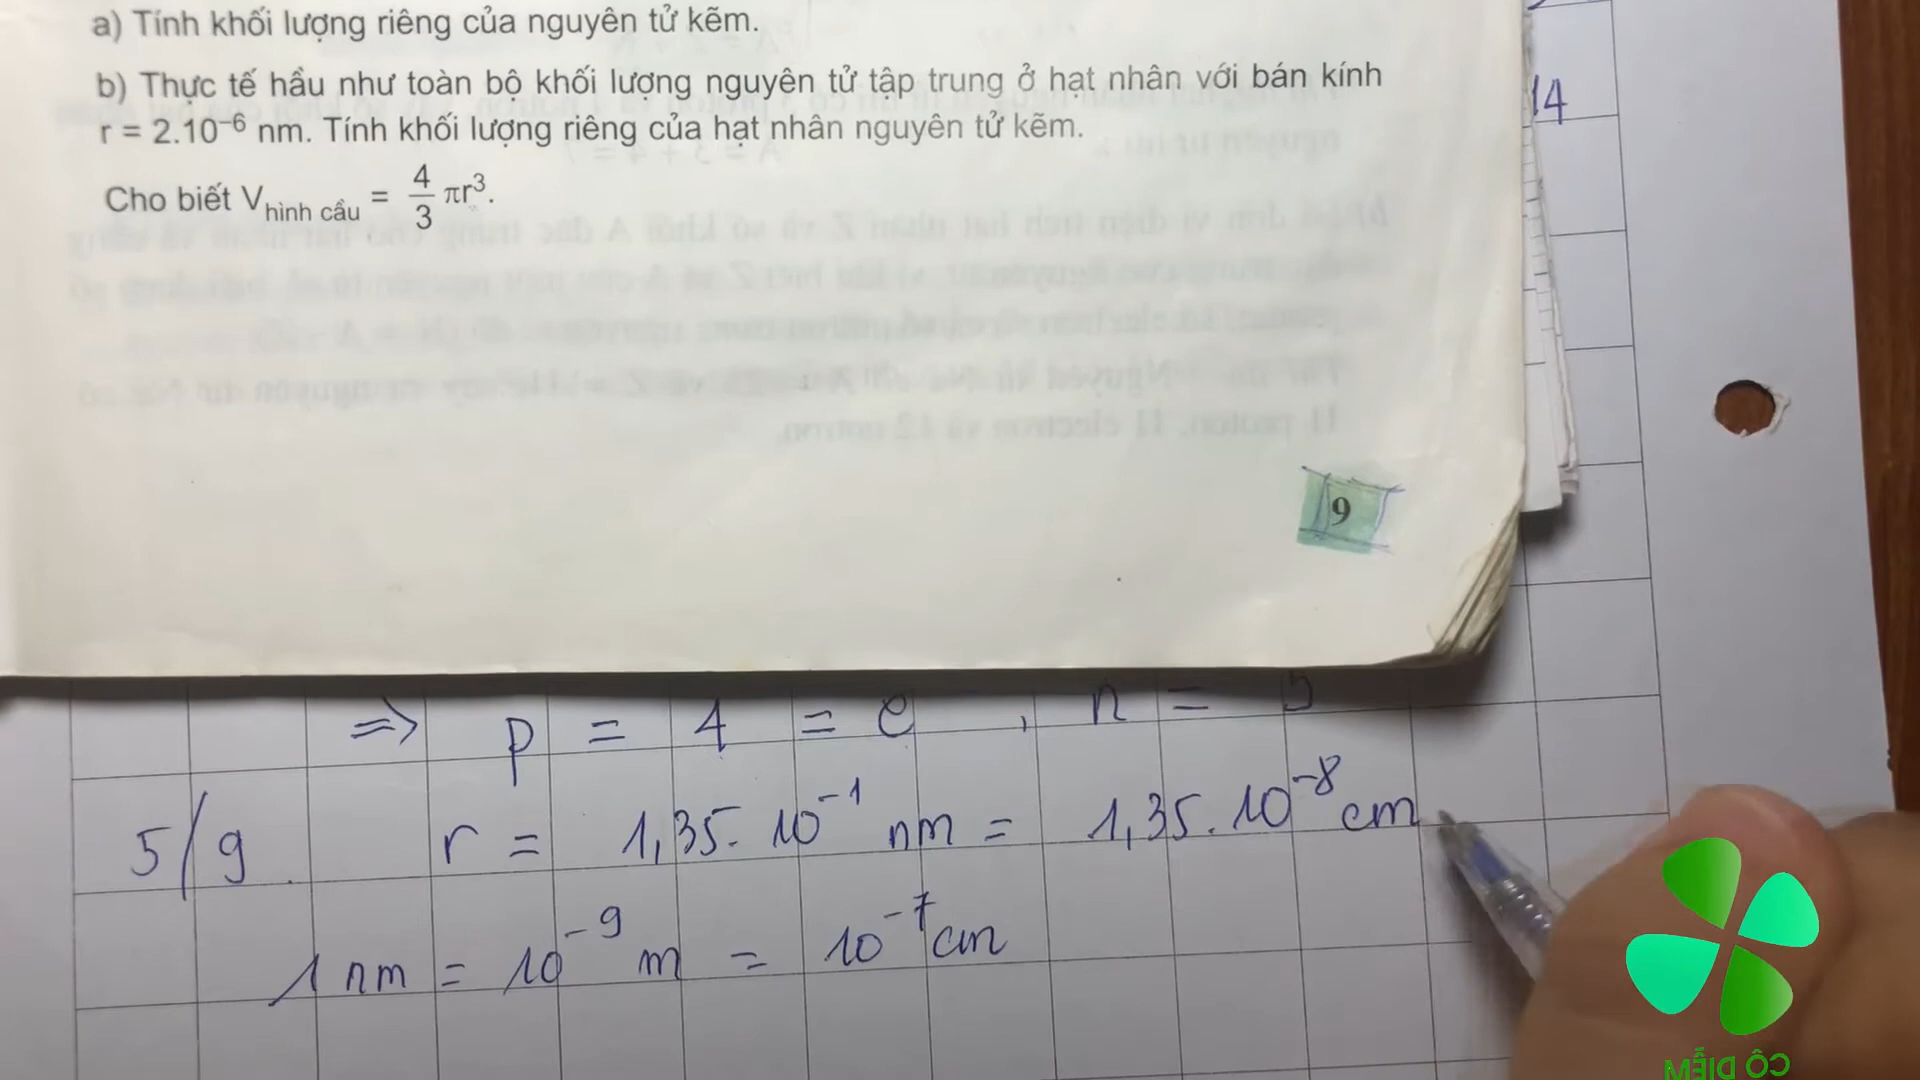 a) Tính khối lượng riêng của nguyên tử kẽm.
b) Thực tế hầu như toàn bộ khối lượng nguyên tử tập trung ở hạt nhân với bán kính
r = 2.10⁻⁶ nm. Tính khối lượng riêng của hạt nhân nguyên tử kẽm.
Cho biết V hình cầu = 4/3 πr³.
14
9
=> p = 4 = e , n = 5
5/9 r = 1,35. 10⁻¹ nm = 1,35. 10⁻⁸ cm
1 nm = 10⁻⁹ m = 10⁻⁷ cm
CÔ DIỄM